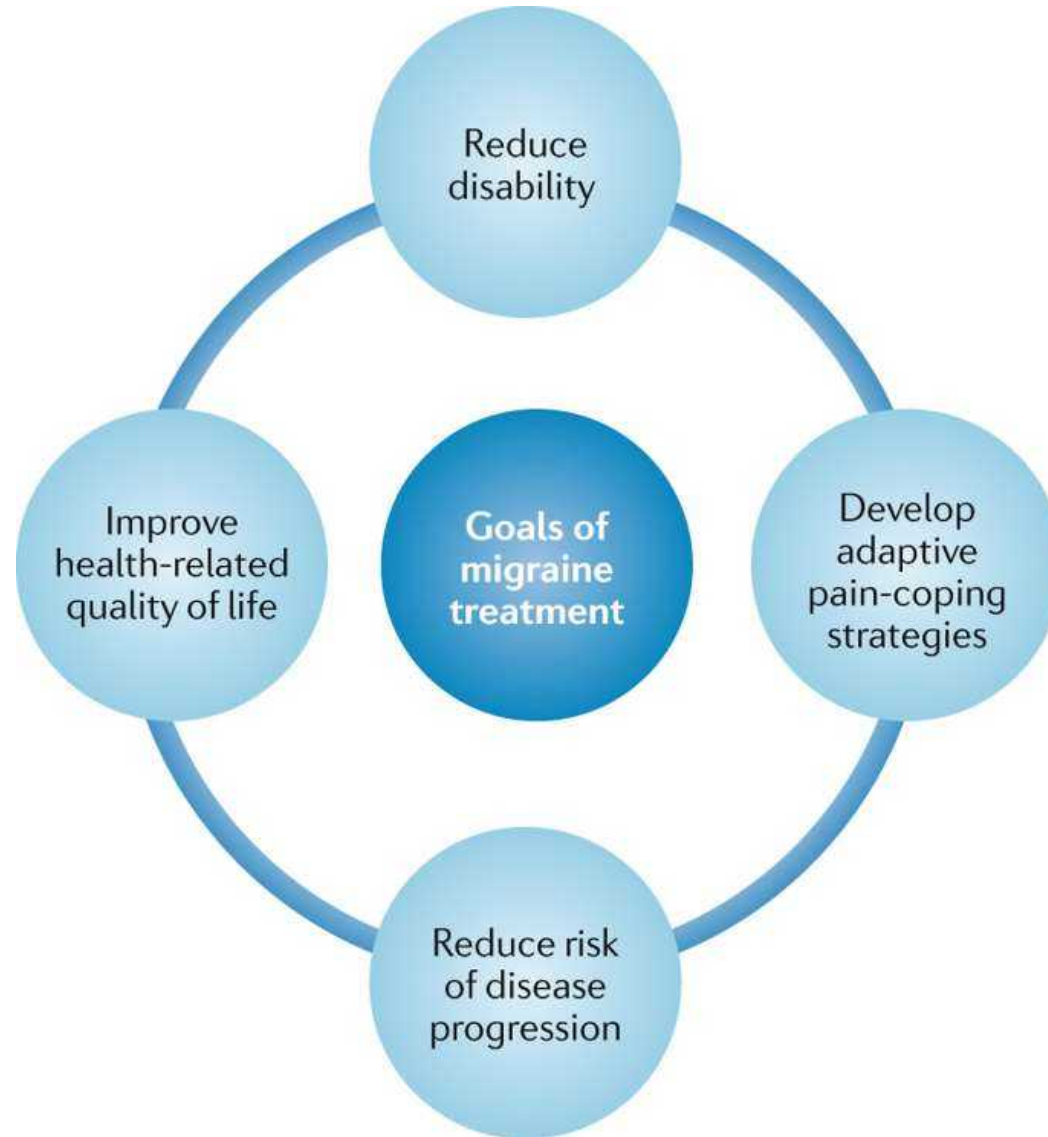 Reduce
disability
Improve
health-related
quality of life
Goals of
migraine
treatment
Develop
adaptive
pain-coping
strategies
Reduce risk
of disease
progression